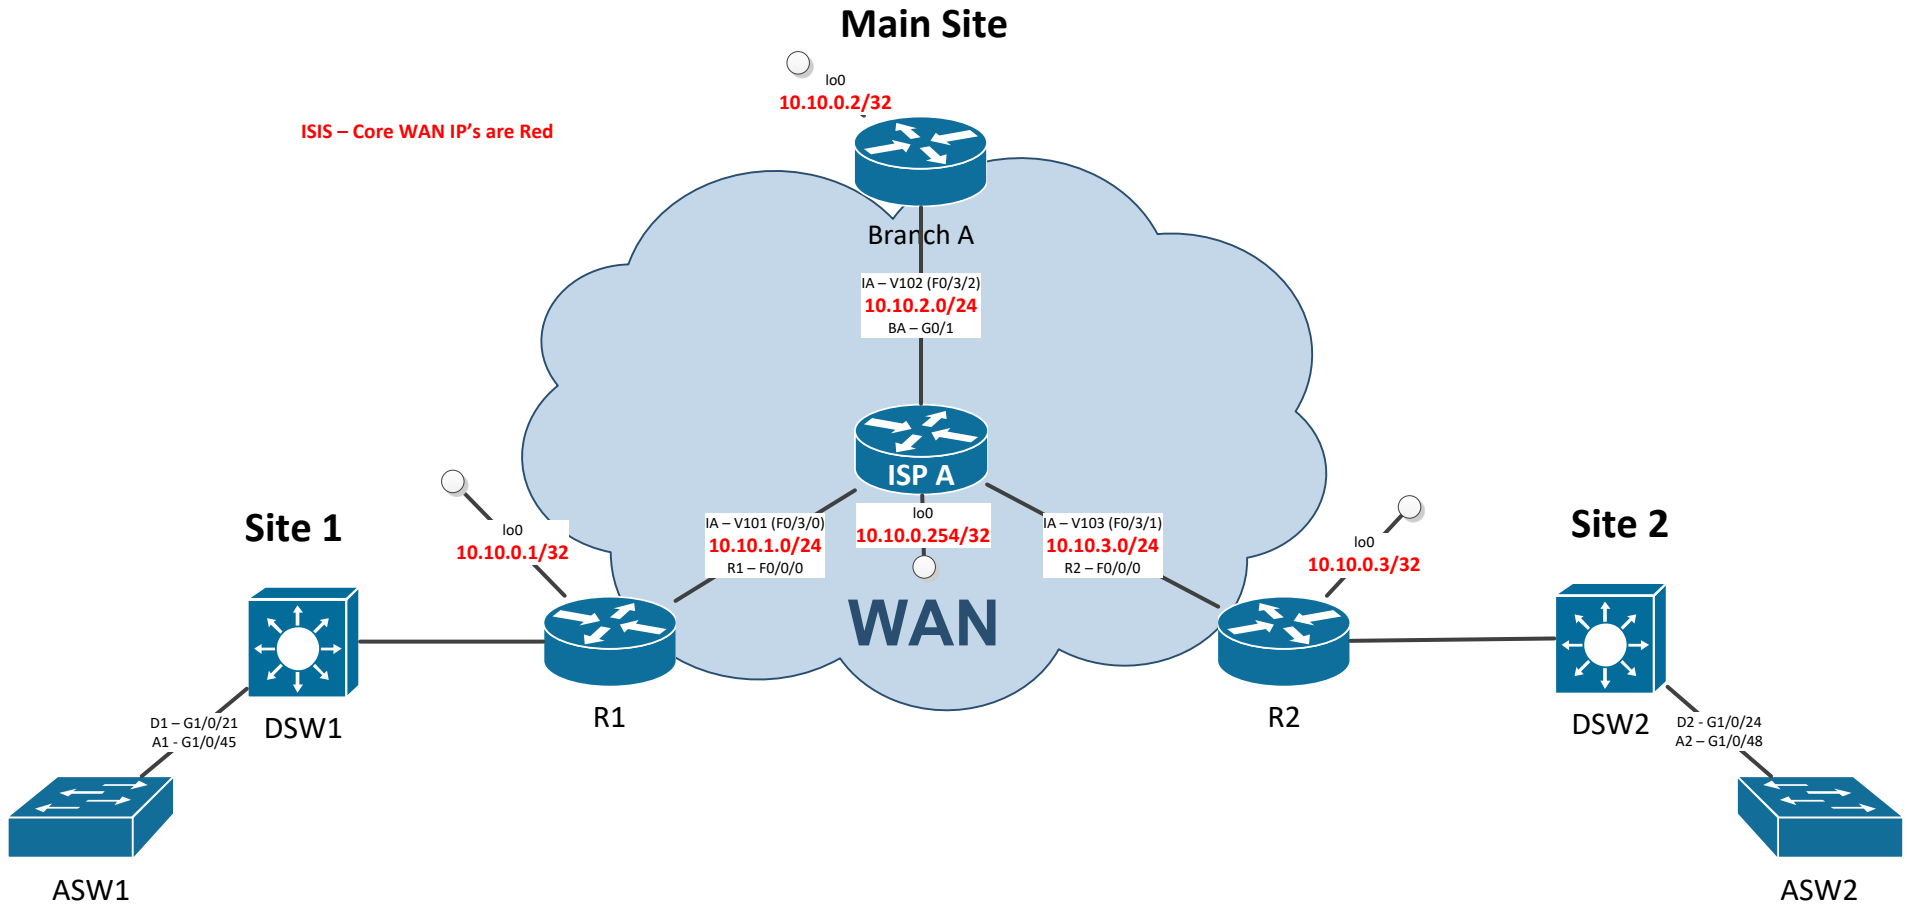 Main Site
lo0
10.10.0.2/32
ISIS – Core WAN IP's are Red
Branch A
IA – V102 (F0/3/2)
10.10.2.0/24
BA – G0/1
ISP A
Site 1
lo0
10.10.0.1/32
IA – V101 (F0/3/0)
10.10.1.0/24
R1 – F0/0/0
lo0
10.10.0.254/32
IA – V103 (F0/3/1)
10.10.3.0/24
R2 – F0/0/0
lo0
10.10.0.3/32
Site 2
WAN
DSW1
R1
R2
DSW2
D1 – G1/0/21
A1 - G1/0/45
D2 - G1/0/24
A2 – G1/0/48
ASW1
ASW2